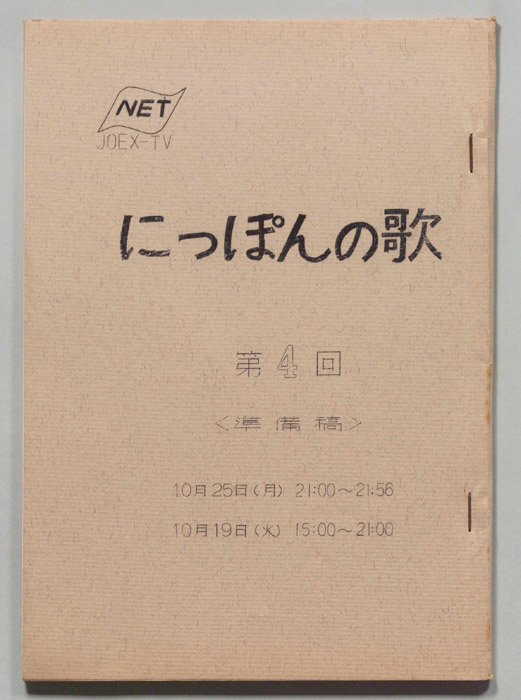 NET
JOEX-TV
にっぽんの歌
第4回
<準備稿>
10月25日(月) 21:00~21:56
10月19日(火) 15:00~21:00